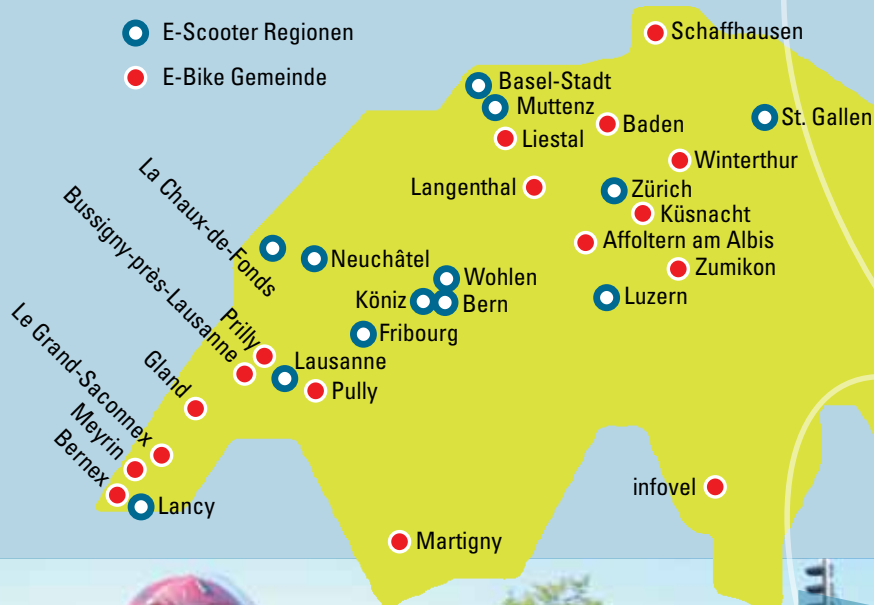 E-Scooter Regionen
E-Bike Gemeinde
Schaffhausen
Basel-Stadt
Muttenz
Liestal
Baden
St. Gallen
Winterthur
Langenthal
Zürich
Küsnacht
Affoltern am Albis
Zumikon
La Chaux-de-Fonds
Neuchâtel
Wohlen
Köniz
Bern
Luzern
Fribourg
Bussigny-près-Lausanne
Prilly
Lausanne
Pully
Gland
Le Grand-Saconnex
Meyrin
Bernex
Lancy
infovel
Martigny